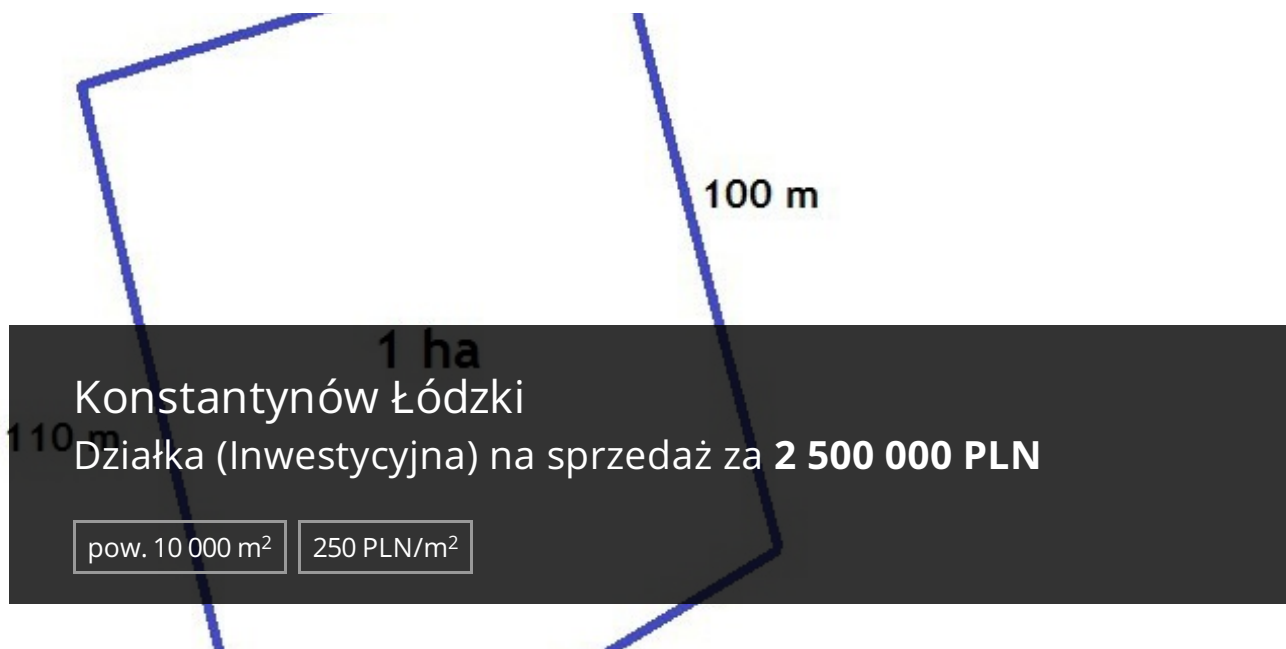 100 m
1 ha
Konstantynów Łódzki
110 m
Działka (Inwestycyjna) na sprzedaż za 2 500 000 PLN
pow. 10 000 m²
250 PLN/m²